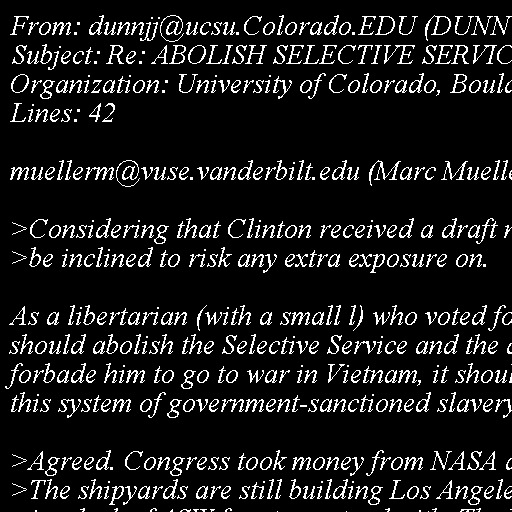 From: dunnjj@ucsu.Colorado.EDU (DUNN
Subject: Re: ABOLISH SELECTIVE SERVIC
Organization: University of Colorado, Bould
Lines: 42
muellerm@vuse.vanderbilt.edu (Marc Muelle
>Considering that Clinton received a draft
>be inclined to risk any extra exposure on.
As a libertarian (with a small l) who voted fo
should abolish the Selective Service and the
forbade him to go to war in Vietnam, it shoul
this system of government-sanctioned slavery
>Agreed. Congress took money from NASA
>The shipyards are still building Los Angele